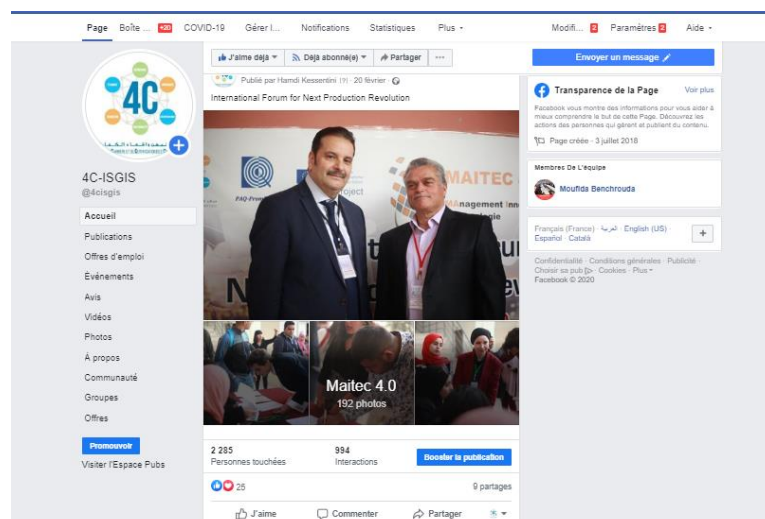 Page Boîte ... +20 COVID-19 Gérer l... Notifications Statistiques Plus Modifi... 2 Paramètres 2 Aide
J'aime déjà Déjà abonné(e) Partager ...
Envoyer un message
4C
4C-ISGIS
@4cisgis
Accueil
Publications
Offres d'emploi
Événements
Avis
Vidéos
Photos
À propos
Communauté
Groupes
Offres
Promouvoir
Visiter l'Espace Pubs
Publié par Hamdi Kessentini [?] · 20 février ·
International Forum for Next Production Revolution
MAITEC
MAnagement Inn
Maitec 4.0
192 photos
2 285
Personnes touchées
994
Interactions
Booster la publication
25
9 partages
J'aime Commenter Partager
Transparence de la Page Voir plus
Facebook vous montre des informations pour vous aider à
mieux comprendre le but de cette Page. Découvrez les
actions des personnes qui gèrent et publient du contenu.
Page créée - 3 juillet 2018
Membres De L'équipe
Moufida Benchrouda
Français (France) · العربية · English (US)
Español · Català
Confidentialité · Conditions générales · Publicité ·
Choisir sa pub · Cookies · Plus
Facebook © 2020